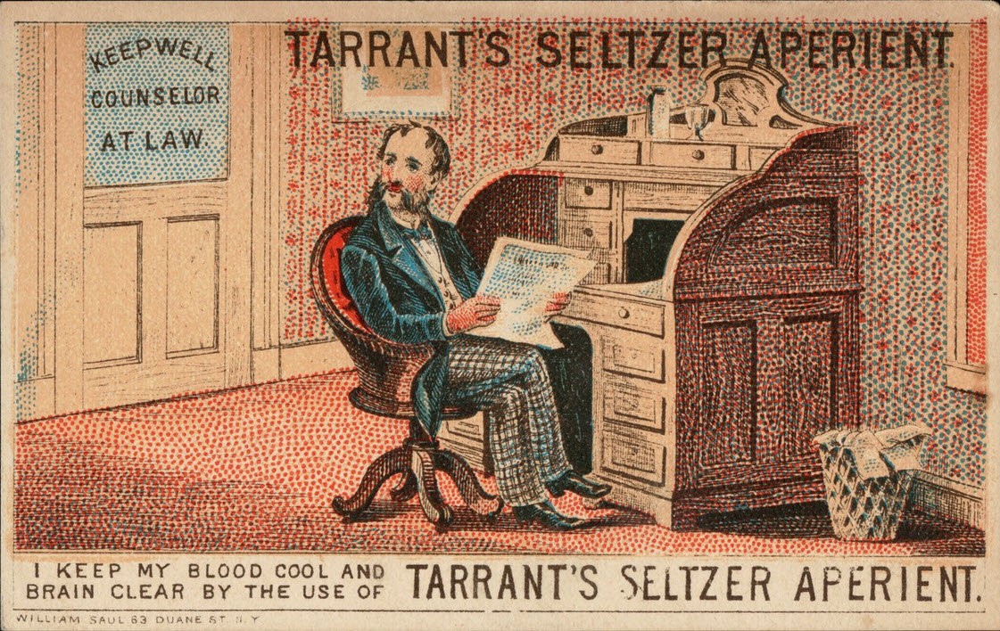 KEEPWELL
COUNSELOR
AT LAW
TARRANT'S SELTZER APERIENT.
I KEEP MY BLOOD COOL AND
BRAIN CLEAR BY THE USE OF
TARRANT'S SELTZER APERIENT.
WILLIAM SAUL 63 DUANE ST. N.Y